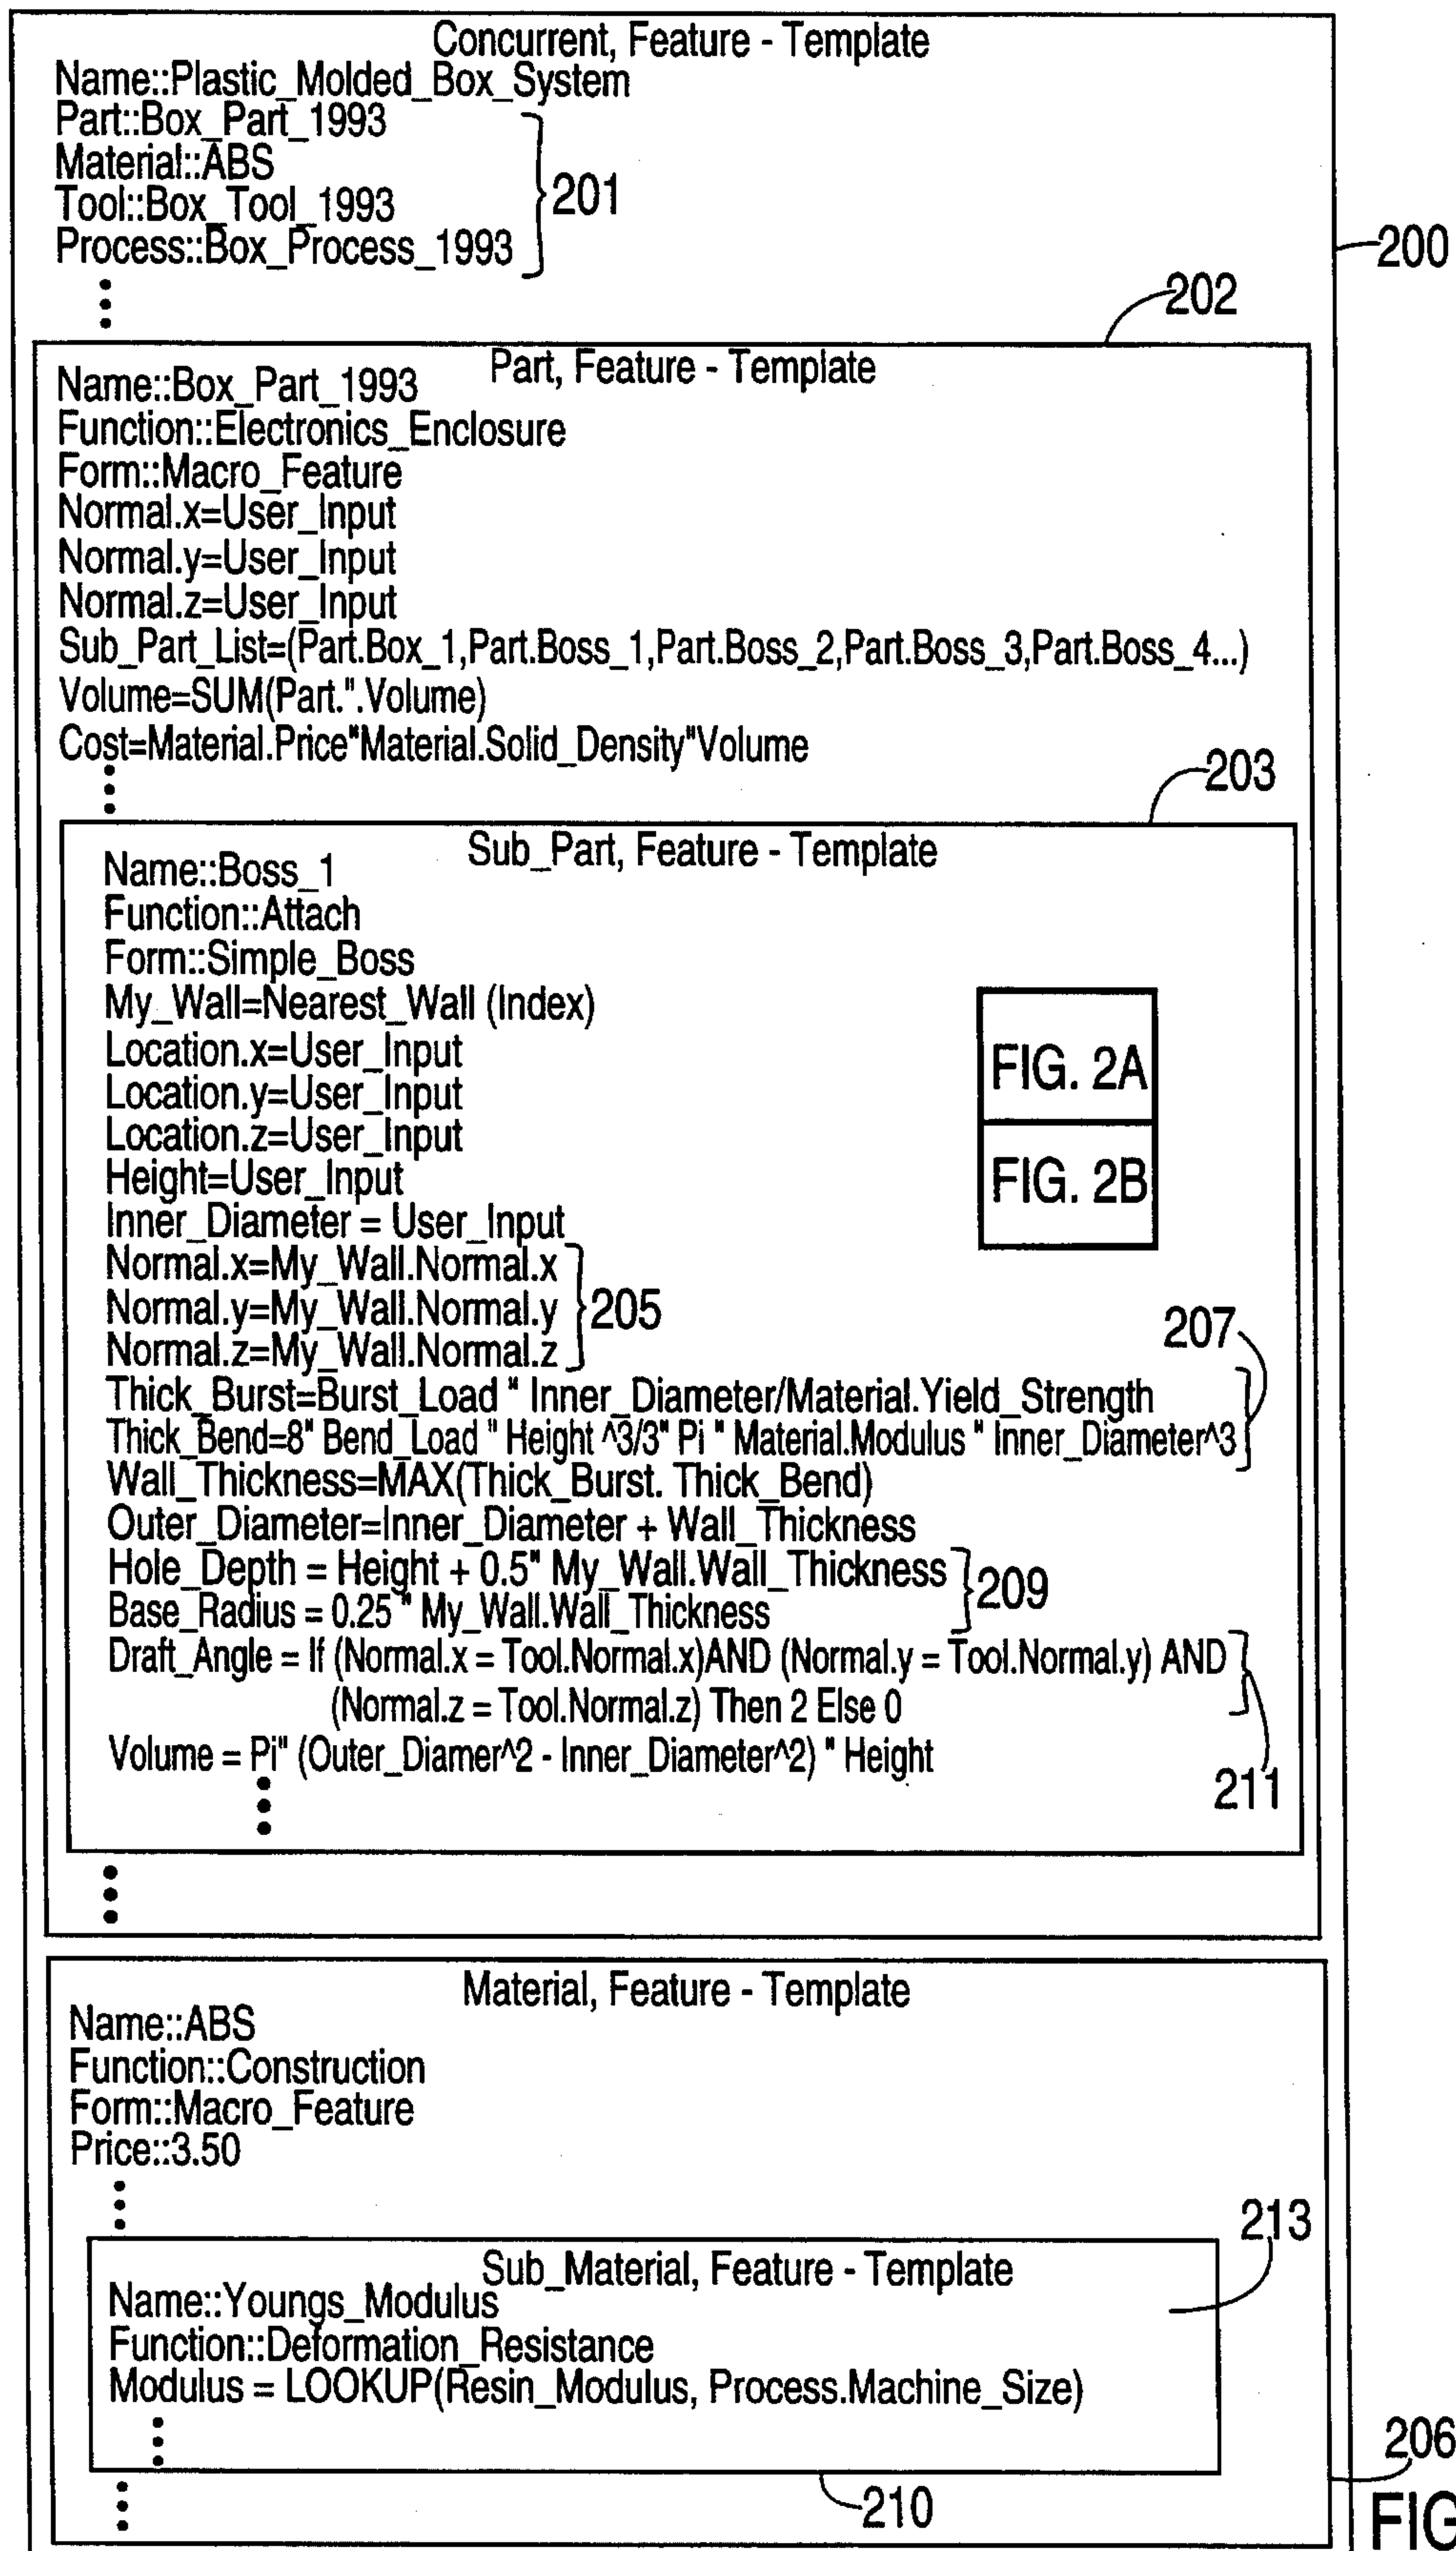 Concurrent, Feature - Template
Name::Plastic_Molded_Box_System
Part::Box_Part_1993
Material::ABS
Tool::Box_Tool_1993
Process::Box_Process_1993
201
200
202
Part, Feature - Template
Name::Box_Part_1993
Function::Electronics_Enclosure
Form::Macro_Feature
Normal.x=User_Input
Normal.y=User_Input
Normal.z=User_Input
Sub_Part_List=(Part.Box_1,Part.Boss_1,Part.Boss_2,Part.Boss_3,Part.Boss_4...)
Volume=SUM(Part.".Volume)
Cost=Material.Price"Material.Solid_Density"Volume
203
Sub_Part, Feature - Template
Name::Boss_1
Function::Attach
Form::Simple_Boss
My_Wall=Nearest_Wall (Index)
Location.x=User_Input
Location.y=User_Input
Location.z=User_Input
Height=User_Input
Inner_Diameter = User_Input
FIG. 2A
FIG. 2B
Normal.x=My_Wall.Normal.x
Normal.y=My_Wall.Normal.y
Normal.z=My_Wall.Normal.z
205
207
Thick_Burst=Burst_Load " Inner_Diameter/Material.Yield_Strength
Thick_Bend=8" Bend_Load " Height ^3/3" Pi " Material.Modulus " Inner_Diameter^3
Wall_Thickness=MAX(Thick_Burst. Thick_Bend)
Outer_Diameter=Inner_Diameter + Wall_Thickness
Hole_Depth = Height + 0.5" My_Wall.Wall_Thickness
Base_Radius = 0.25 " My_Wall.Wall_Thickness
209
Draft_Angle = If (Normal.x = Tool.Normal.x)AND (Normal.y = Tool.Normal.y) AND
(Normal.z = Tool.Normal.z) Then 2 Else 0
Volume = Pi" (Outer_Diamer^2 - Inner_Diameter^2) " Height
211
Material, Feature - Template
Name::ABS
Function::Construction
Form::Macro_Feature
Price::3.50
213
Sub_Material, Feature - Template
Name::Youngs_Modulus
Function::Deformation_Resistance
Modulus = LOOKUP(Resin_Modulus, Process.Machine_Size)
206
210
FIG